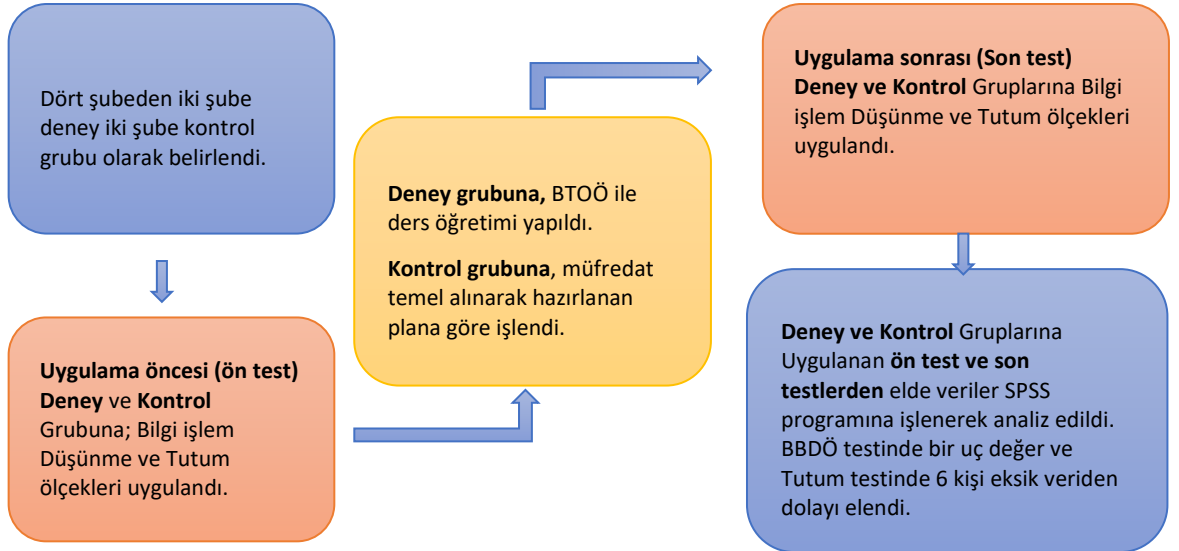 Dört şubeden iki şube
deney iki şube kontrol
grubu olarak belirlendi.
Uygulama öncesi (ön test)
Deney ve Kontrol
Grubuna; Bilgi işlem
Düşünme ve Tutum
ölçekleri uygulandı.
Deney grubuna, BTOÖ ile
ders öğretimi yapıldı.
Kontrol grubuna, müfredat
temel alınarak hazırlanan
plana göre işlendi.
Uygulama sonrası (Son test)
Deney ve Kontrol Gruplarına Bilgi
işlem Düşünme ve Tutum ölçekleri
uygulandı.
Deney ve Kontrol Gruplarına
Uygulanan ön test ve son
testlerden elde veriler SPSS
programına işlenerek analiz edildi.
BBDÖ testinde bir uç değer ve
Tutum testinde 6 kişi eksik veriden
dolayı elendi.